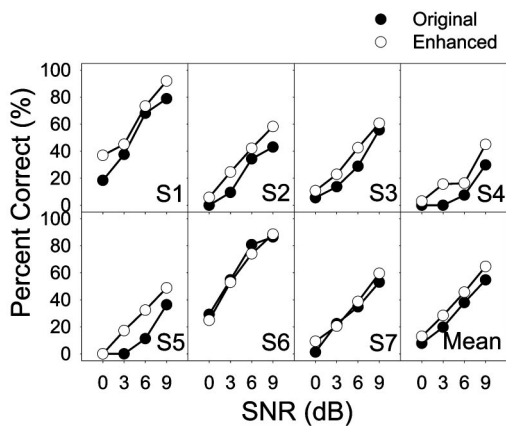 Original
Enhanced
Percent Correct (%)
100
80
60
40
20
0
S1
S2
S3
S4
100
80
60
40
20
0
S5
S6
S7
Mean
0 3 6 9 0 3 6 9 0 3 6 9 0 3 6 9
SNR (dB)